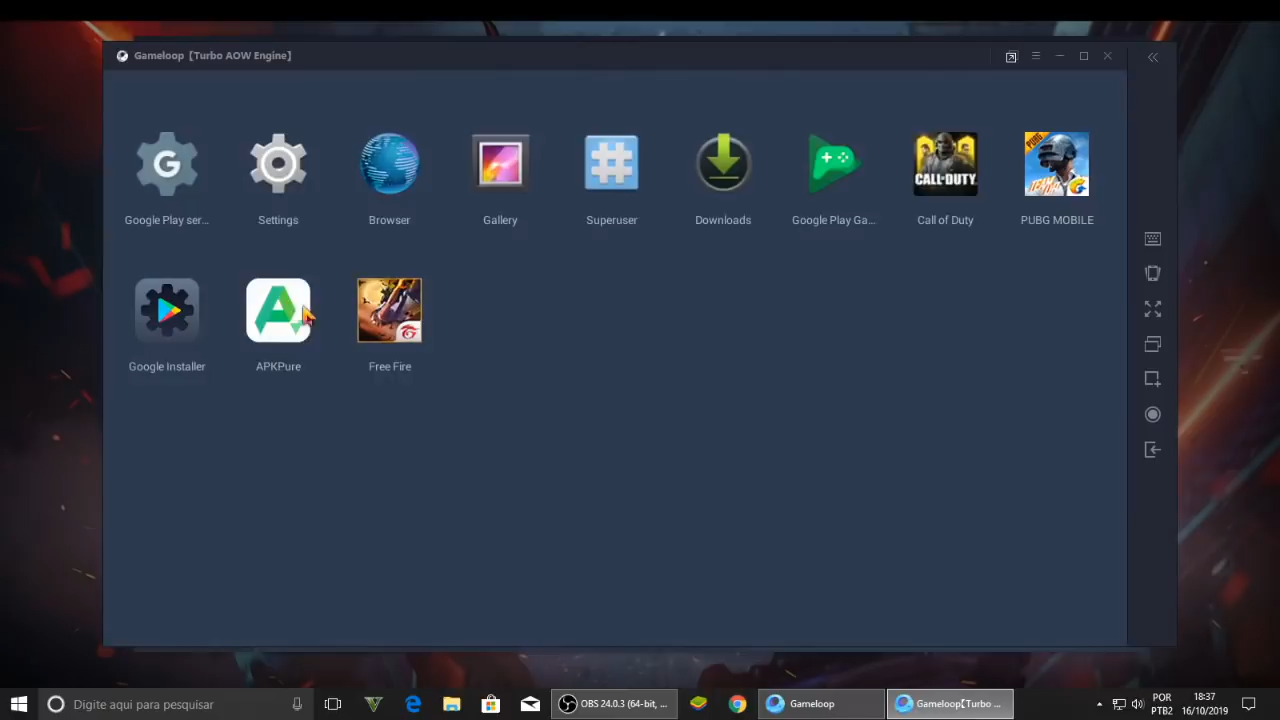 Gameloop【Turbo AOW Engine】
Google Play ser...
Settings
Browser
Gallery
Superuser
Downloads
Google Play Ga...
CALL OF DUTY
Call of Duty
PUBG
PUBG MOBILE
Google Installer
APKPure
Free Fire
Digite aqui para pesquisar
OBS 24.0.3 (64-bit, ...
Gameloop
Gameloop【Turbo ...
POR
PTB2
18:37
16/10/2019